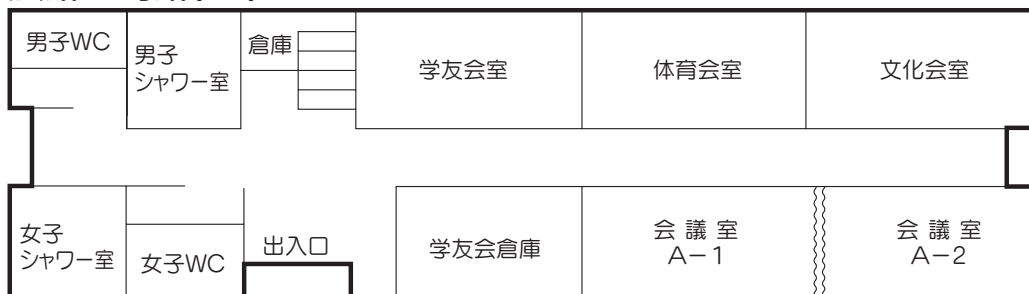 男子WC
男子
シャワー室
倉庫
学友会室
体育会室
文化会室
女子
シャワー室
女子WC
出入口
学友会倉庫
会 議 室
A−1
会 議 室
A−2